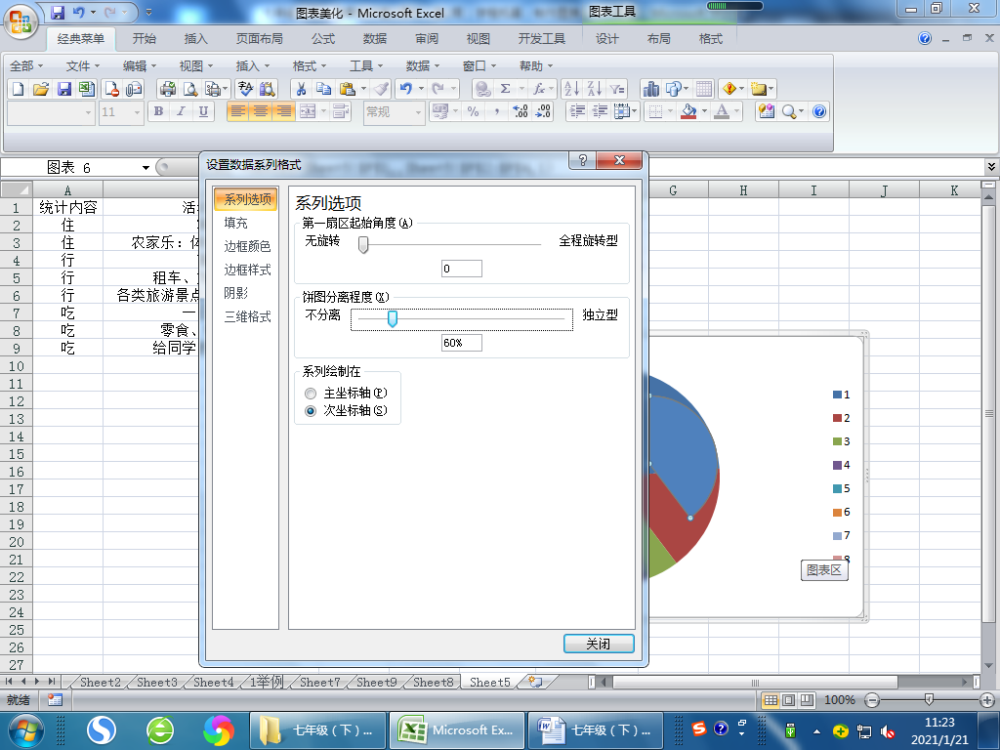 图表美化 - Microsoft Excel
图表工具
经典菜单 开始 插入 页面布局 公式 数据 审阅 视图 开发工具 设计 布局 格式
全部 文件 编辑 视图 插入 格式 工具 数据 窗口 帮助
11 B I U 常规 % ,
图表 6
设置数据系列格式
A G H I J K
1 统计内容
2 住
3 住 农家乐：
4 行
5 行 租车、
6 行 各类旅游景点
7 吃 一
8 吃 零食、
9 吃 给同学
10
11
12
13
14
15
16
17
18
19
20
21
22
23
24
25
26
27
系列选项
填充
边框颜色
边框样式
阴影
三维格式
系列选项
第一扇区起始角度(A)
无旋转 全程旋转型
0
饼图分离程度(X)
不分离 独立型
60%
系列绘制在
主坐标轴(P)
次坐标轴(S)
关闭
1
2
3
4
5
6
7
8
图表区
Sheet2 Sheet3 Sheet4 1举例 Sheet7 Sheet9 Sheet8 Sheet5
就绪 100%
七年级（下）... Microsoft Ex... 七年级（下）...
11:23
2021/1/21